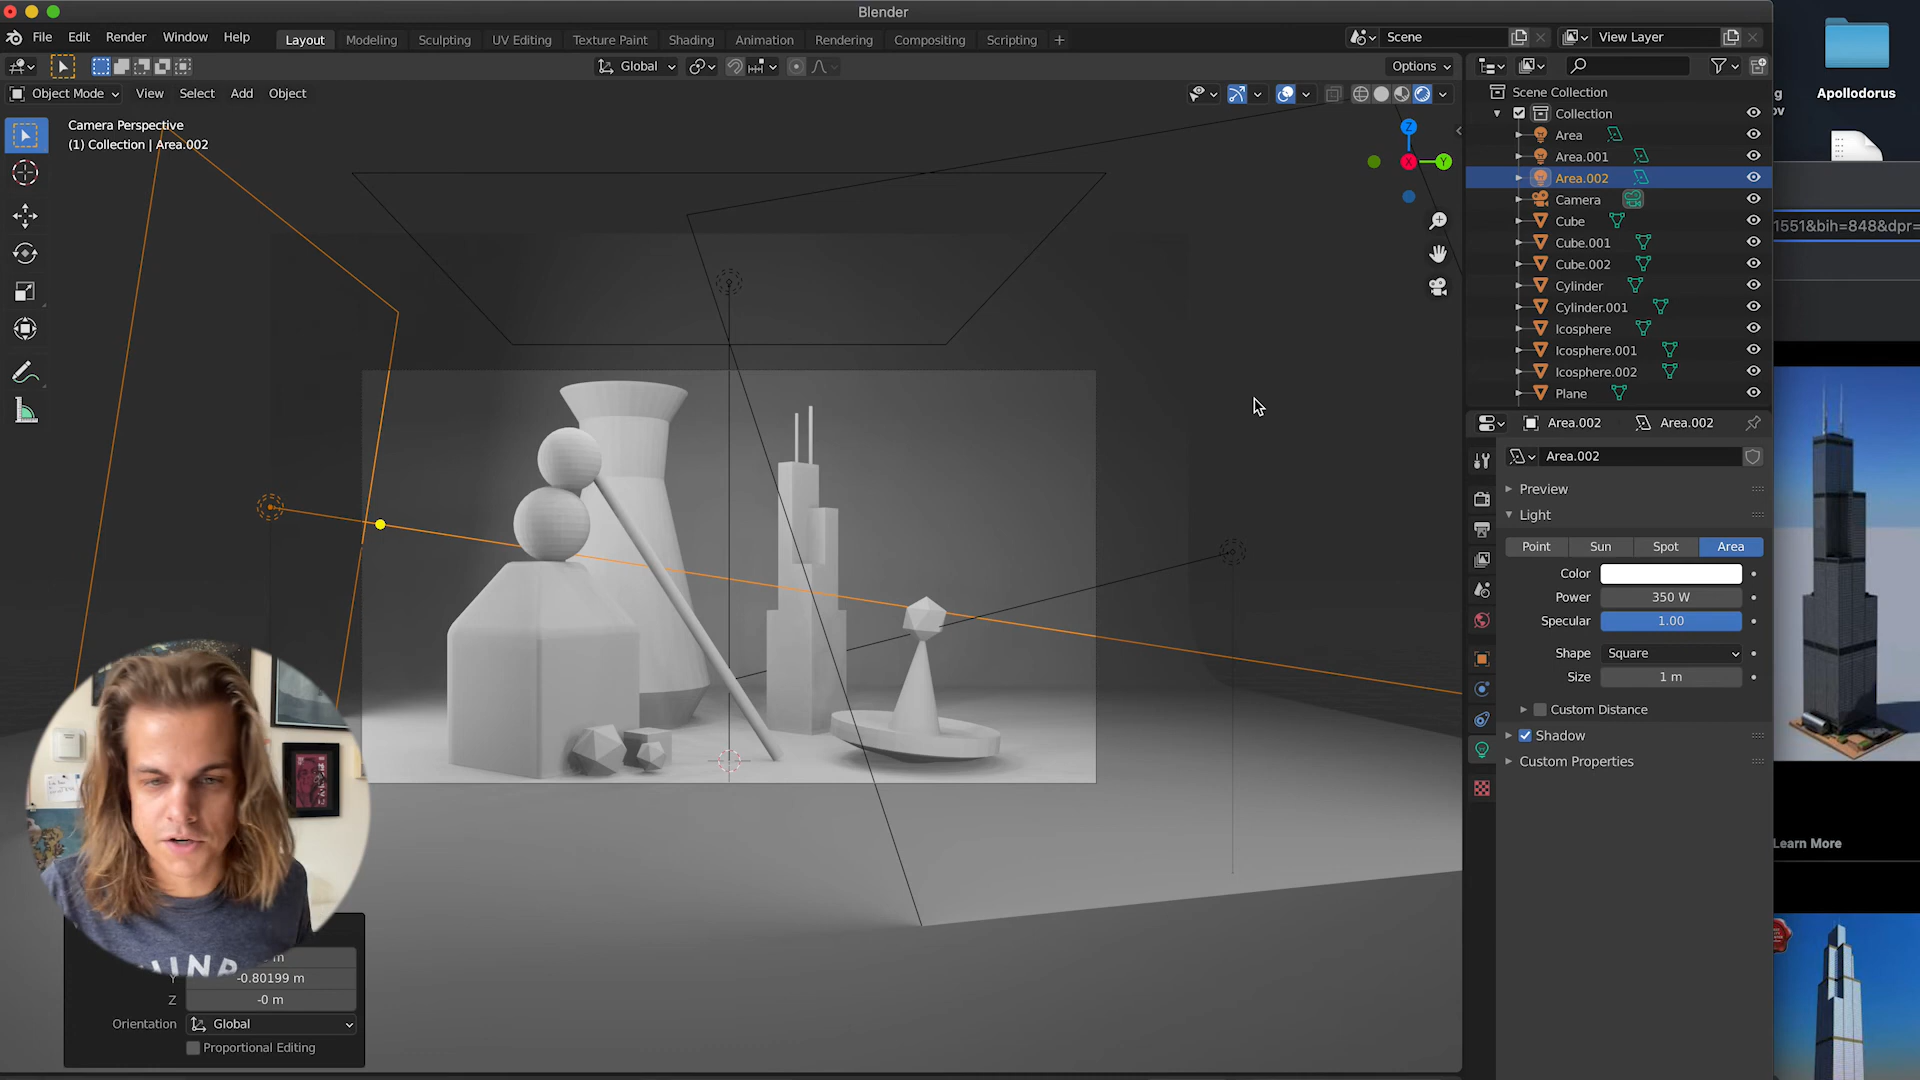 Blender
File Edit Render Window Help
Layout Modeling Sculpting UV Editing Texture Paint Shading Animation Rendering Compositing Scripting +
Scene
View Layer
Global
Options
Object Mode View Select Add Object
Camera Perspective
(1) Collection | Area.002
Z
Y
X
Scene Collection
Collection
Area
Area.001
Area.002
Camera
Cube
Cube.001
Cube.002
Cylinder
Cylinder.001
Icosphere
Icosphere.001
Icosphere.002
Plane
Area.002 Area.002
Area.002
Preview
Light
Point Sun Spot Area
Color
Power 350 W
Specular 1.00
Shape Square
Size 1 m
Custom Distance
Shadow
Custom Properties
m
Y -0.80199 m
Z -0 m
Orientation Global
Proportional Editing
Apollodorus
g
ov
1551&bih=848&dpr=
Learn More